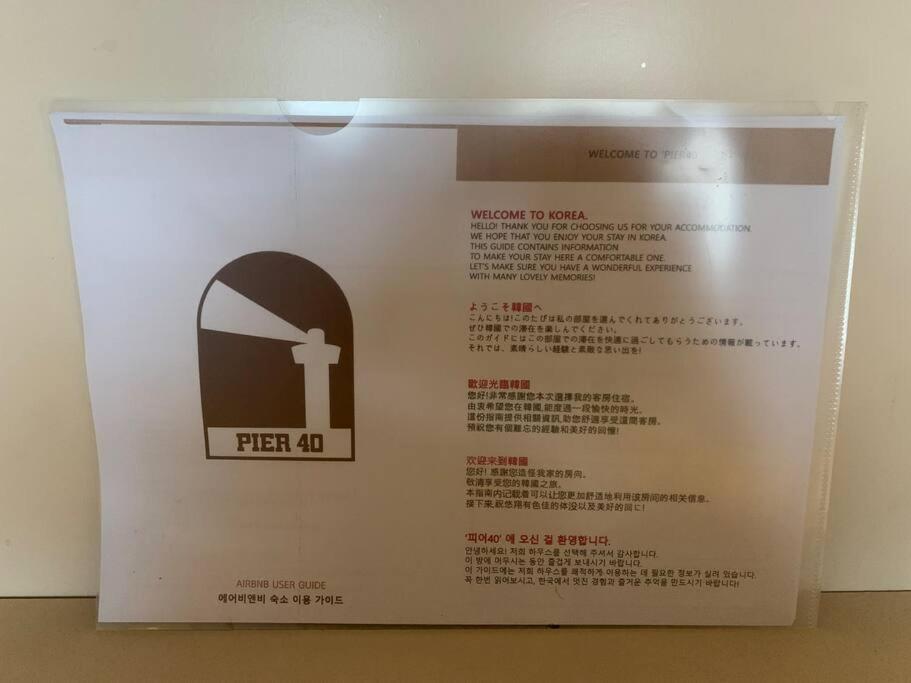 PIER 40
AIRBNB USER GUIDE
에어비앤비 숙소 이용 가이드
WELCOME TO 'PIER40
WELCOME TO KOREA.
HELLO! THANK YOU FOR CHOOSING US FOR YOUR ACCOMMODATION.
WE HOPE THAT YOU ENJOY YOUR STAY IN KOREA.
THIS GUIDE CONTAINS INFORMATION
TO MAKE YOUR STAY HERE A COMFORTABLE ONE.
LET'S MAKE SURE YOU HAVE A WONDERFUL EXPERIENCE
WITH MANY LOVELY MEMORIES!
ようこそ韓國へ
こんにちは!このたびは私の部屋を選んでくれてありがとうございます。
ぜひ韓國での滞在を楽しんでください。
このガイドにはこの部屋での滞在を快適に過ごしてもらうための情報が載っています。
それでは、素晴らしい経験と素敵な思い出を!
歡迎光臨韓國
您好!非常感謝您本次選擇我的客房住宿。
由衷希望您在韓國,能度過一段愉快的時光。
這份指南提供相關資訊,助您舒適享受這間客房。
預祝您有個難忘的經驗和美好的回憶!
欢迎来到韓國
您好! 感謝您造怪我家的房向。
敬清享受您的韓國之旅。
本指南内记载着可以让您更加舒适地利用该房间的相关信息。
接下来,祝悠翔有色佳的体没以及美好的回に!
'피어40' 에 오신 걸 환영합니다.
안녕하세요! 저희 하우스를 선택해 주셔서 감사합니다.
이 방에 머무시는 동안 즐겁게 보내시기 바랍니다.
이 가이드에는 저희 하우스를 쾌적하게 이용하는 데 필요한 정보가 실려 있습니다.
꼭 한번 읽어보시고, 한국에서 멋진 경험과 즐거운 추억을 만드시기 바랍니다!